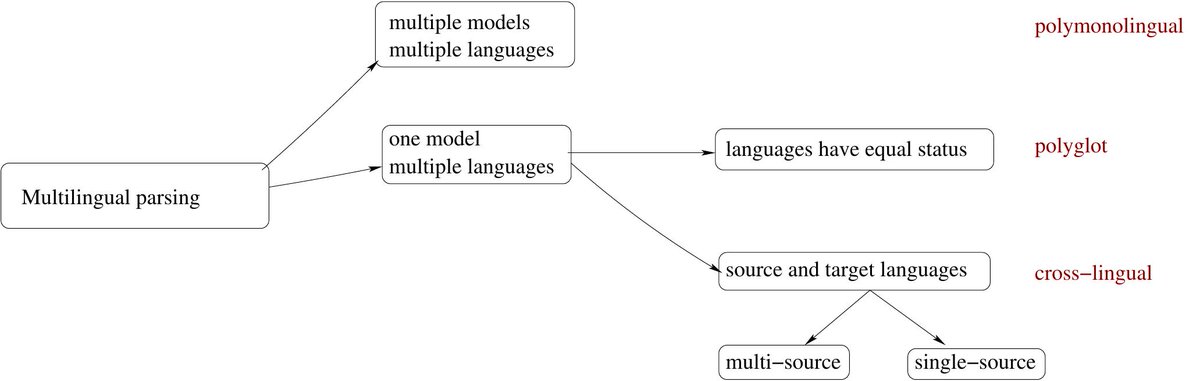 multiple models
multiple languages
polymonolingual
one model
multiple languages
languages have equal status
polyglot
Multilingual parsing
source and target languages
cross−lingual
multi−source
single−source